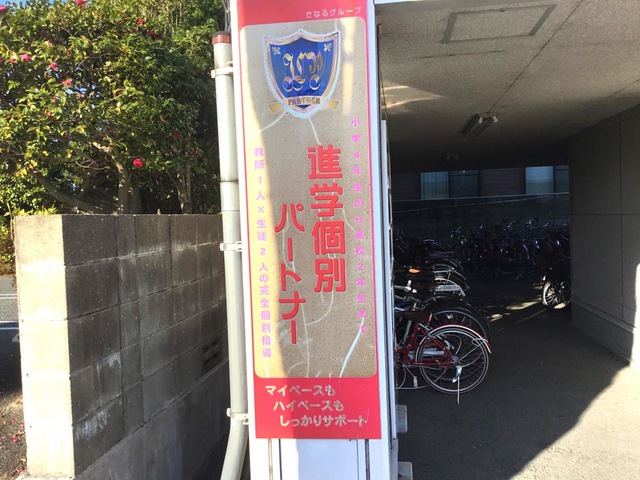 さなるグループ
PARTNER
小学4年生から高校2年生まで
進学個別
パートナー
教師1人×生徒2人の完全個別指導
マイペースも
ハイペースも
しっかりサポート